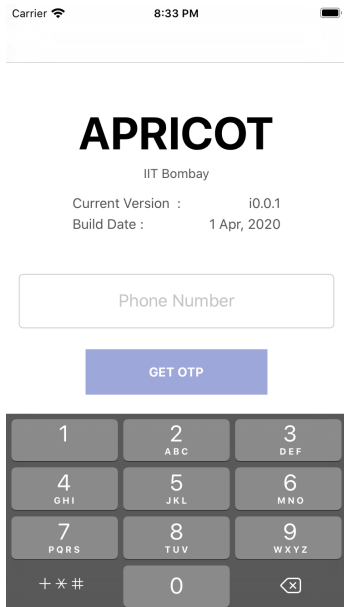 Carrier 8:33 PM
APRICOT
IIT Bombay
Current Version : i0.0.1
Build Date : 1 Apr, 2020
Phone Number
GET OTP
1 2 3
ABC DEF
4 5 6
GHI JKL MNO
7 8 9
PQRS TUV WXYZ
+*# 0